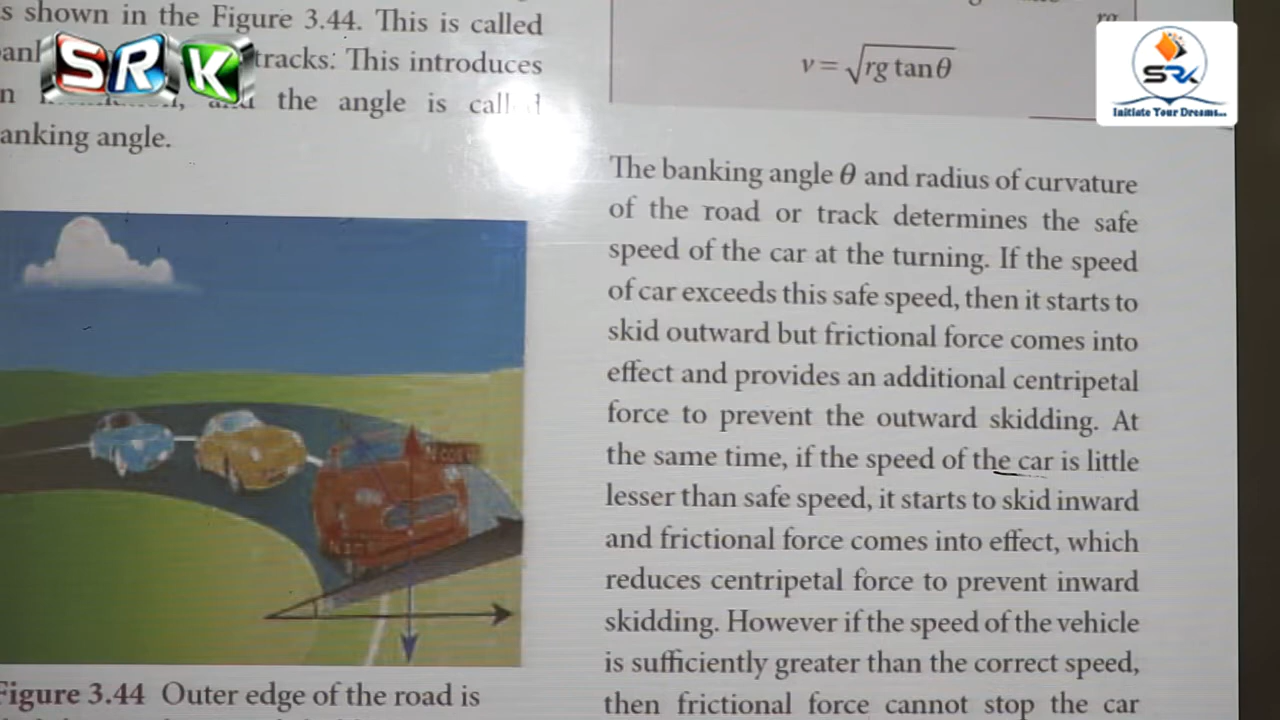 s shown in the Figure 3.44. This is called
tracks: This introduces
n the angle is
anking angle.
SRK
N cos θ
Figure 3.44 Outer edge of the road is
v = √rg tanθ
SRK
Initiate Your Dreams...
The banking angle θ and radius of curvature
of the road or track determines the safe
speed of the car at the turning. If the speed
of car exceeds this safe speed, then it starts to
skid outward but frictional force comes into
effect and provides an additional centripetal
force to prevent the outward skidding. At
the same time, if the speed of the car is little
lesser than safe speed, it starts to skid inward
and frictional force comes into effect, which
reduces centripetal force to prevent inward
skidding. However if the speed of the vehicle
is sufficiently greater than the correct speed,
then frictional force cannot stop the car